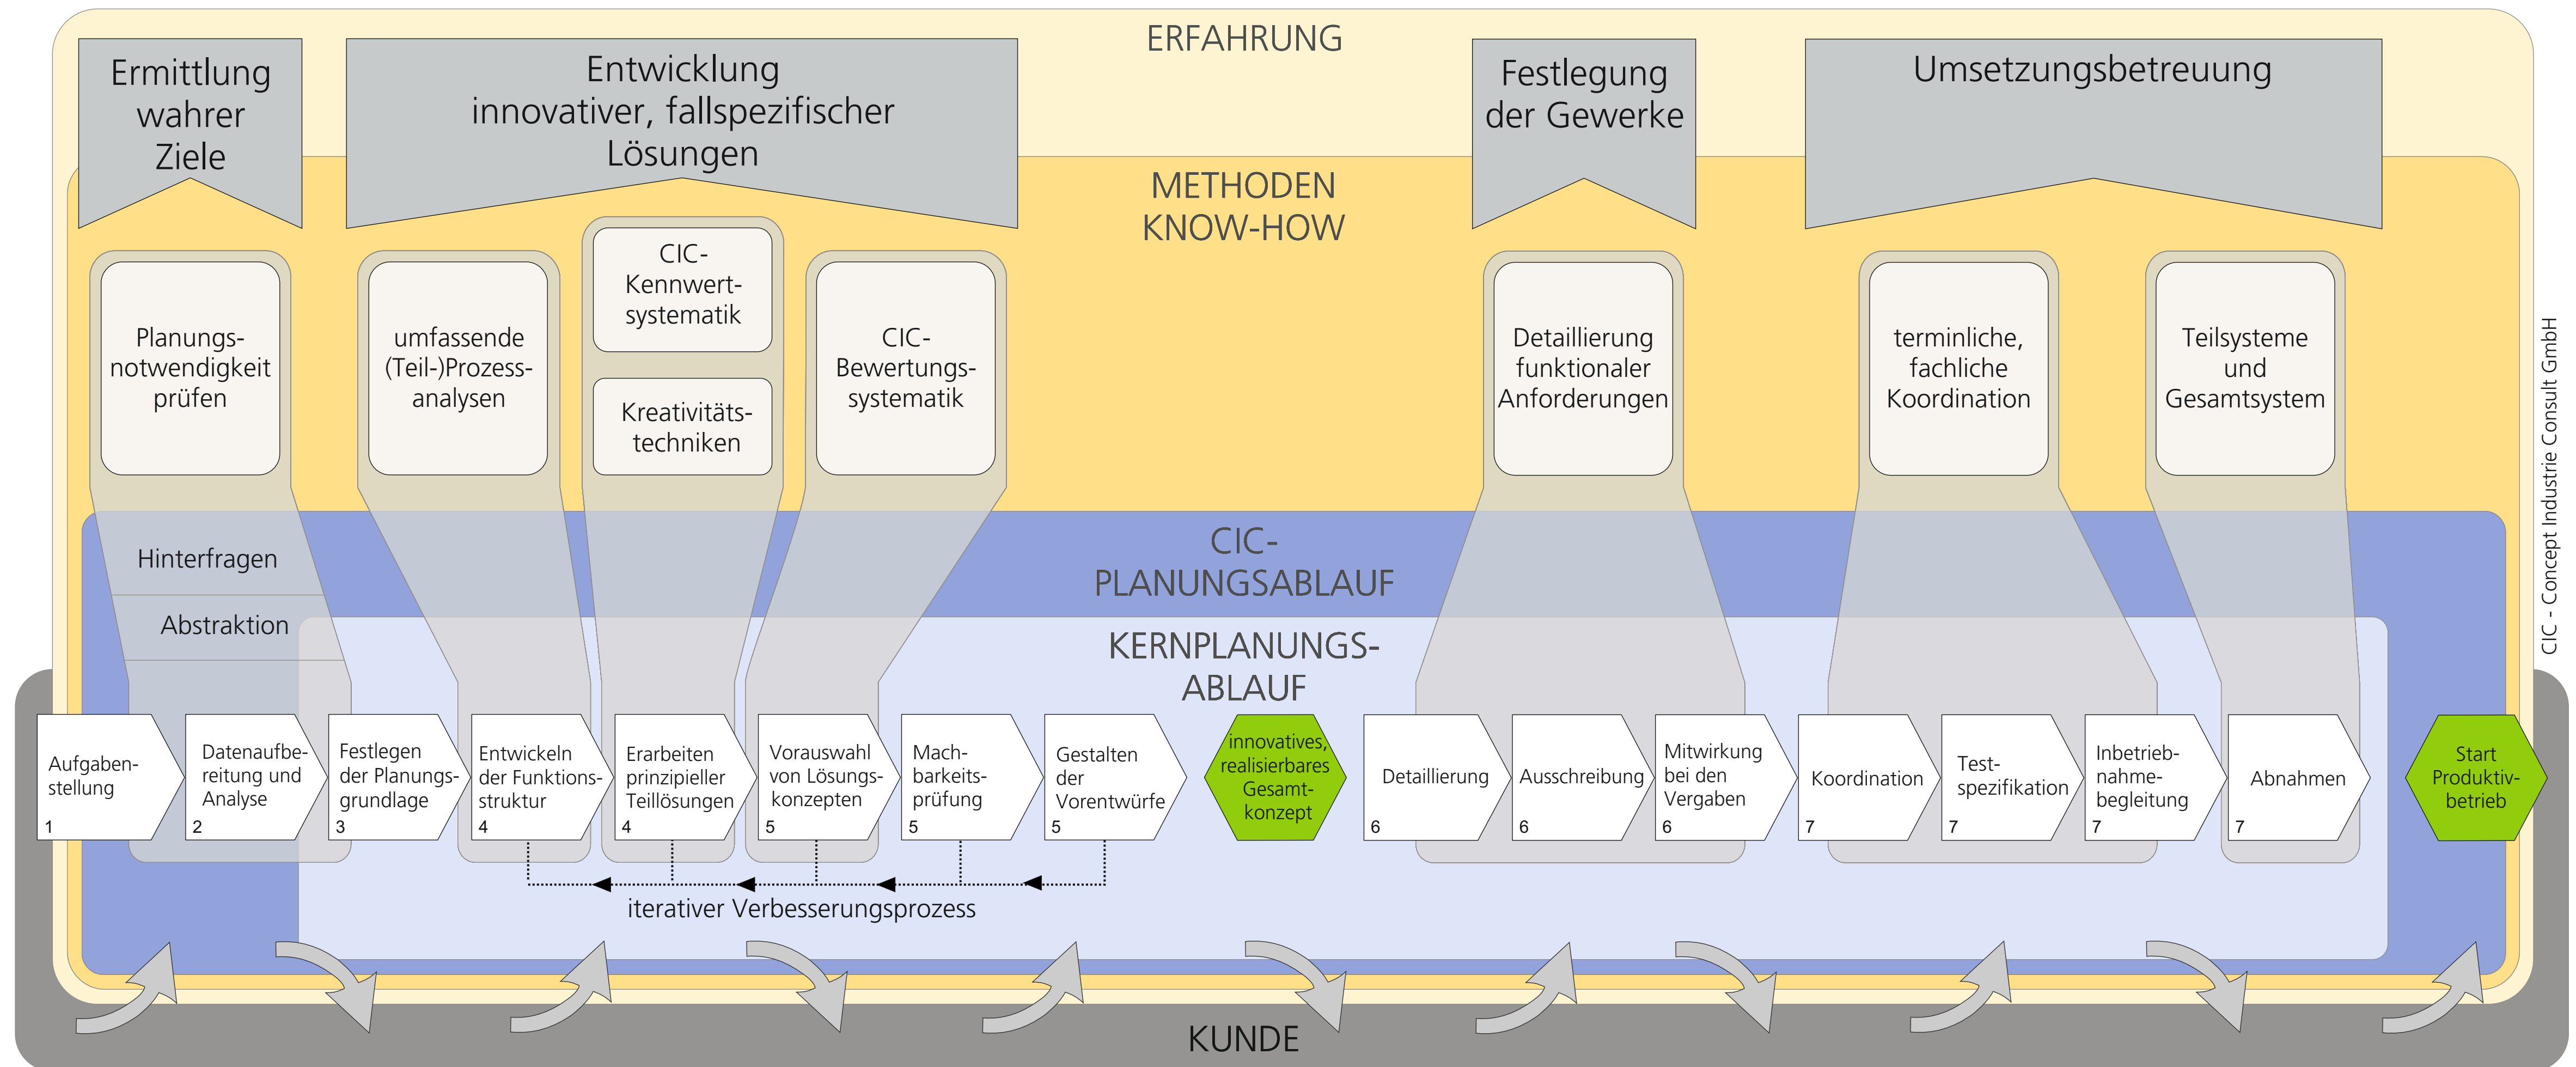 ERFAHRUNG
Ermittlung
wahrer
Ziele
Entwicklung
innovativer, fallspezifischer
Lösungen
Festlegung
der Gewerke
Umsetzungsbetreuung
METHODEN
KNOW-HOW
Planungs-
notwendigkeit
prüfen
umfassende
(Teil-)Prozess-
analysen
CIC-
Kennwert-
systematik
Kreativitäts-
techniken
CIC-
Bewertungs-
systematik
Detaillierung
funktionaler
Anforderungen
terminliche,
fachliche
Koordination
Teilsysteme
und
Gesamtsystem
CIC - Concept Industrie Consult GmbH
Hinterfragen
Abstraktion
CIC-
PLANUNGSABLAUF
KERNPLANUNGS-
ABLAUF
Aufgaben-
stellung
1
Datenaufbe-
reitung und
Analyse
2
Festlegen
der Planungs-
grundlage
3
Entwickeln
der Funktions-
struktur
4
Erarbeiten
prinzipieller
Teillösungen
4
Vorauswahl
von Lösungs-
konzepten
5
Mach-
barkeits-
prüfung
5
Gestalten
der
Vorentwürfe
5
innovatives,
realisierbares
Gesamt-
konzept
Detaillierung
6
Ausschreibung
6
Mitwirkung
bei den
Vergaben
6
Koordination
7
Test-
spezifikation
7
Inbetrieb-
nahme-
begleitung
7
Abnahmen
7
Start
Produktiv-
betrieb
iterativer Verbesserungsprozess
KUNDE